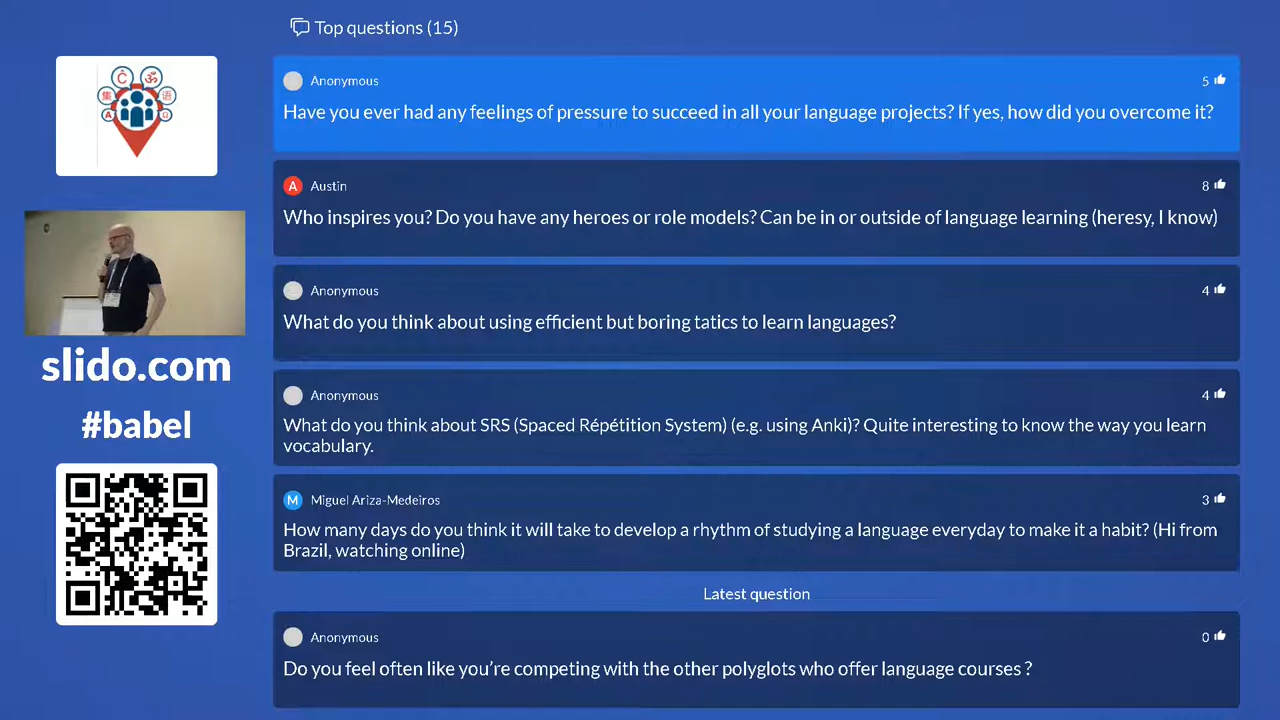 Top questions (15)
Ĉ
ॐ
集
语
A
Ω
slido.com
#babel
Anonymous
5
Have you ever had any feelings of pressure to succeed in all your language projects? If yes, how did you overcome it?
A
Austin
8
Who inspires you? Do you have any heroes or role models? Can be in or outside of language learning (heresy, I know)
Anonymous
4
What do you think about using efficient but boring tatics to learn languages?
Anonymous
4
What do you think about SRS (Spaced Répétition System) (e.g. using Anki)? Quite interesting to know the way you learn
vocabulary.
M
Miguel Ariza-Medeiros
3
How many days do you think it will take to develop a rhythm of studying a language everyday to make it a habit? (Hi from
Brazil, watching online)
Latest question
Anonymous
0
Do you feel often like you’re competing with the other polyglots who offer language courses ?